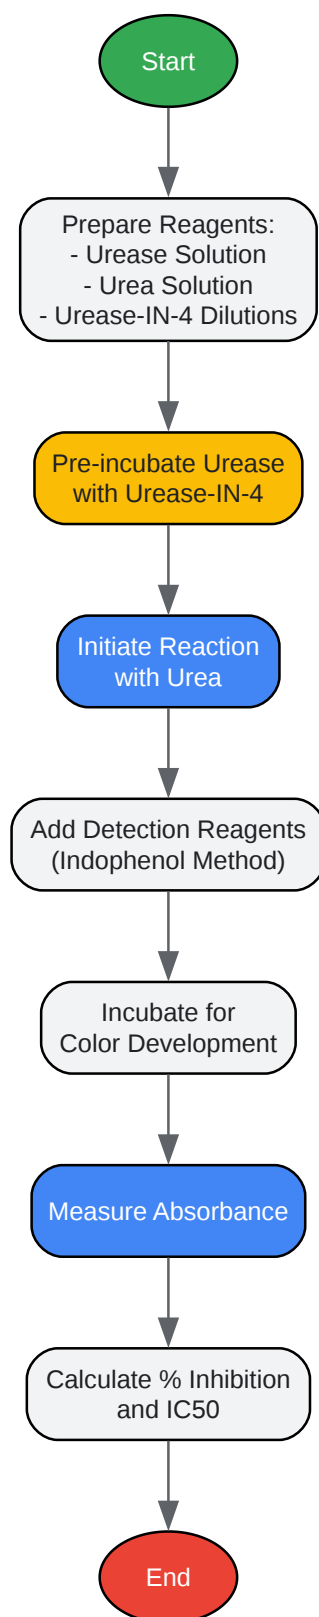 Start
Prepare Reagents:
- Urease Solution
- Urea Solution
- Urease-IN-4 Dilutions
Pre-incubate Urease
with Urease-IN-4
Initiate Reaction
with Urea
Add Detection Reagents
(Indophenol Method)
Incubate for
Color Development
Measure Absorbance
Calculate % Inhibition
and IC50
End